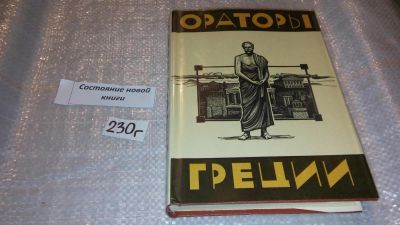 ОРАТОРЫ
ГРЕЦИИ
Состояние новой
книги
230г